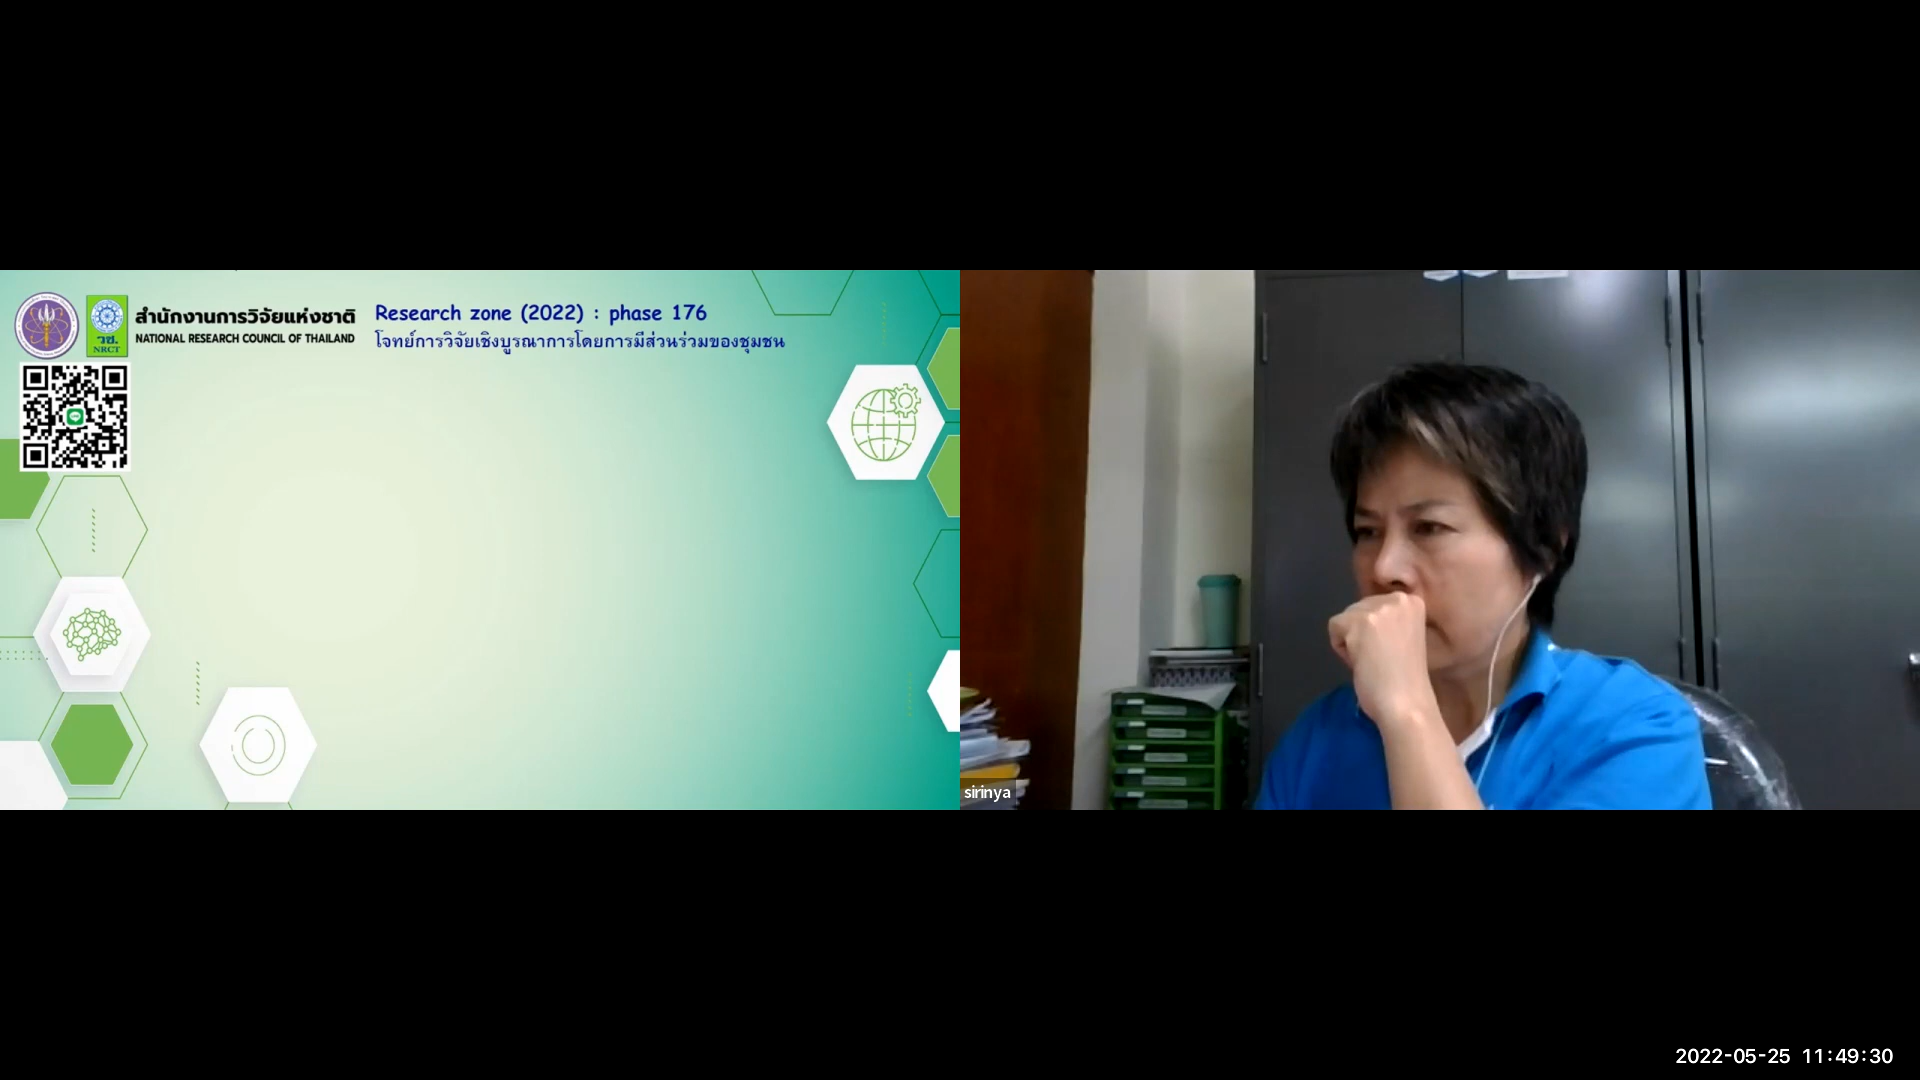 สำนักงานการวิจัยแห่งชาติ
NATIONAL RESEARCH COUNCIL OF THAILAND
วช.
NRCT
Research zone (2022) : phase 176
โจทย์การวิจัยเชิงบูรณาการโดยการมีส่วนร่วมของชุมชน
sirinya
2022-05-25 11:49:30